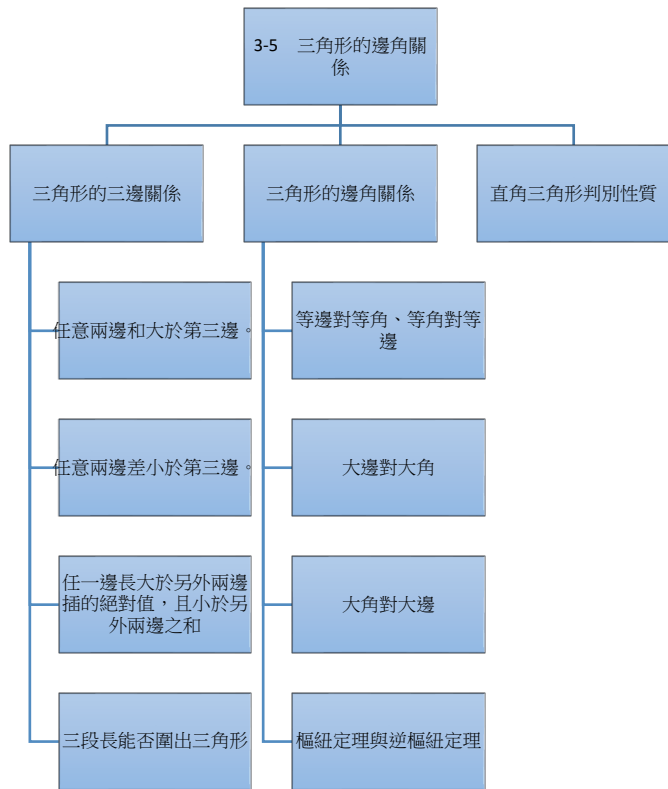 3-5 三角形的邊角關
係
三角形的三邊關係
三角形的邊角關係
直角三角形判別性質
任意兩邊和大於第三邊。
等邊對等角、等角對等
邊
任意兩邊差小於第三邊。
大邊對大角
任一邊長大於另外兩邊
插的絕對值，且小於另
外兩邊之和
大角對大邊
三段長能否圍出三角形
樞紐定理與逆樞紐定理